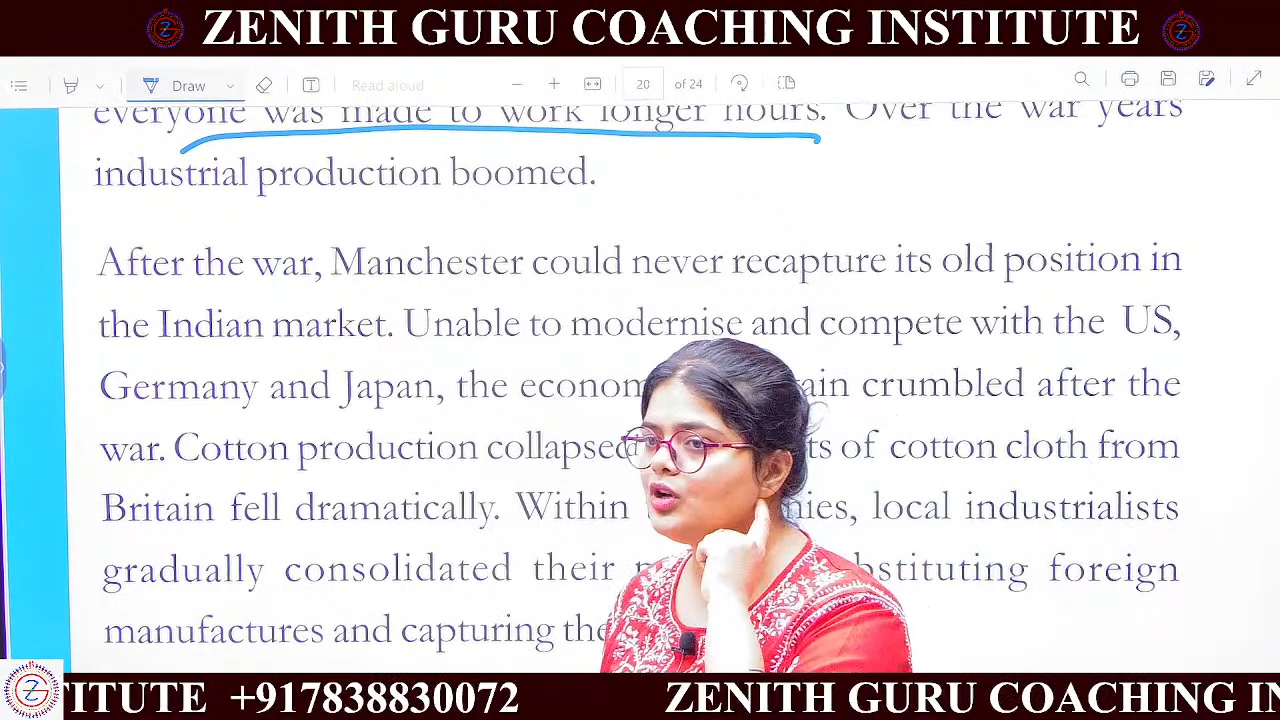 ZENITH GURU COACHING INSTITUTE
Draw
Read aloud
20
of 24
everyone was made to work longer hours. Over the war years
industrial production boomed.
After the war, Manchester could never recapture its old position in
the Indian market. Unable to modernise and compete with the US,
Germany and Japan, the econom ain crumbled after the
war. Cotton production collapsed ts of cotton cloth from
Britain fell dramatically. Within nies, local industrialists
gradually consolidated their bstituting foreign
manufactures and capturing the
TITUTE +917838830072 ZENITH GURU COACHING IN